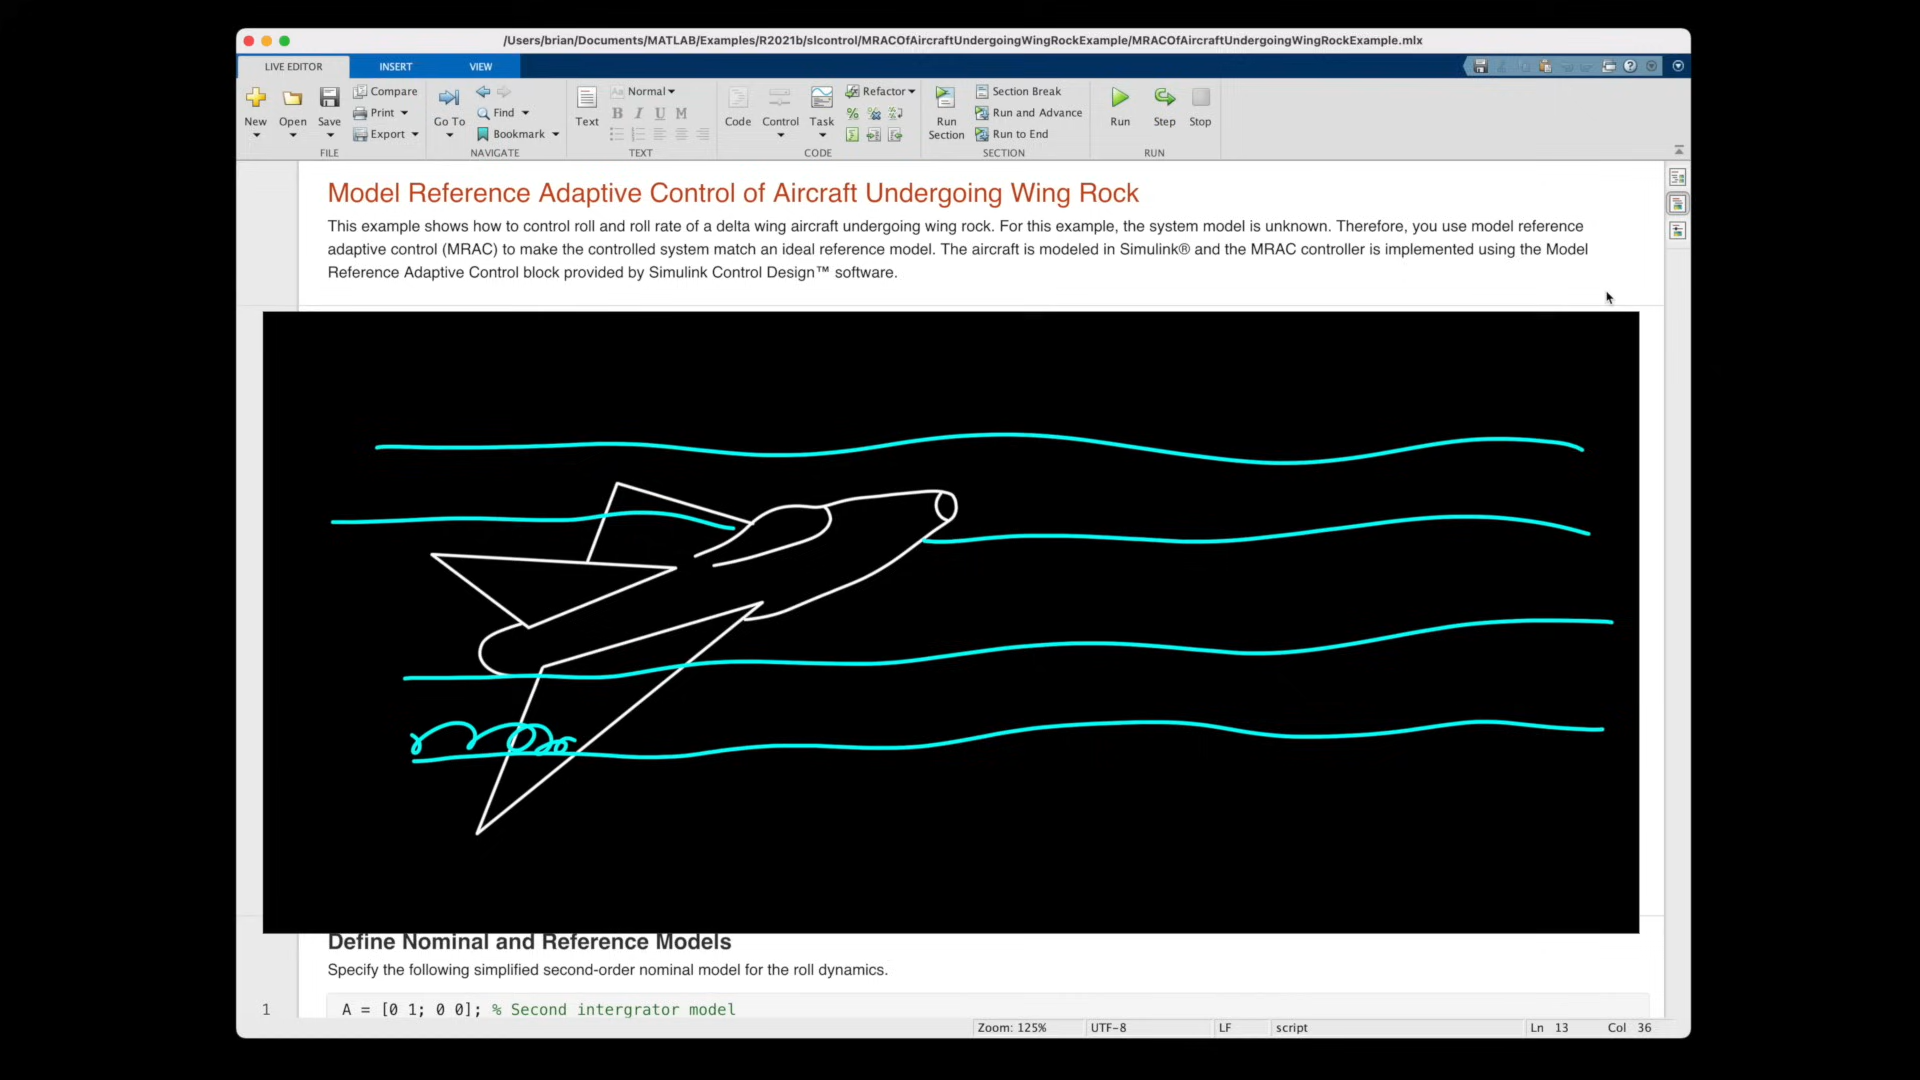 /Users/brian/Documents/MATLAB/Examples/R2021b/slcontrol/MRACOfAircraftUndergoingWingRockExample/MRACOfAircraftUndergoingWingRockExample.mlx
LIVE EDITOR INSERT VIEW
New Open Save Compare Print Export
FILE
Go To Find Bookmark
NAVIGATE
Text Normal
B I U M
TEXT
Code Control Task Refactor
CODE
Run Section Section Break Run and Advance Run to End
SECTION
Run Step Stop
RUN
Model Reference Adaptive Control of Aircraft Undergoing Wing Rock
This example shows how to control roll and roll rate of a delta wing aircraft undergoing wing rock. For this example, the system model is unknown. Therefore, you use model reference
adaptive control (MRAC) to make the controlled system match an ideal reference model. The aircraft is modeled in Simulink® and the MRAC controller is implemented using the Model
Reference Adaptive Control block provided by Simulink Control Design™ software.
Define Nominal and Reference Models
Specify the following simplified second-order nominal model for the roll dynamics.
1 A = [0 1; 0 0]; % Second intergrator model
Zoom: 125% UTF-8 LF script Ln 13 Col 36